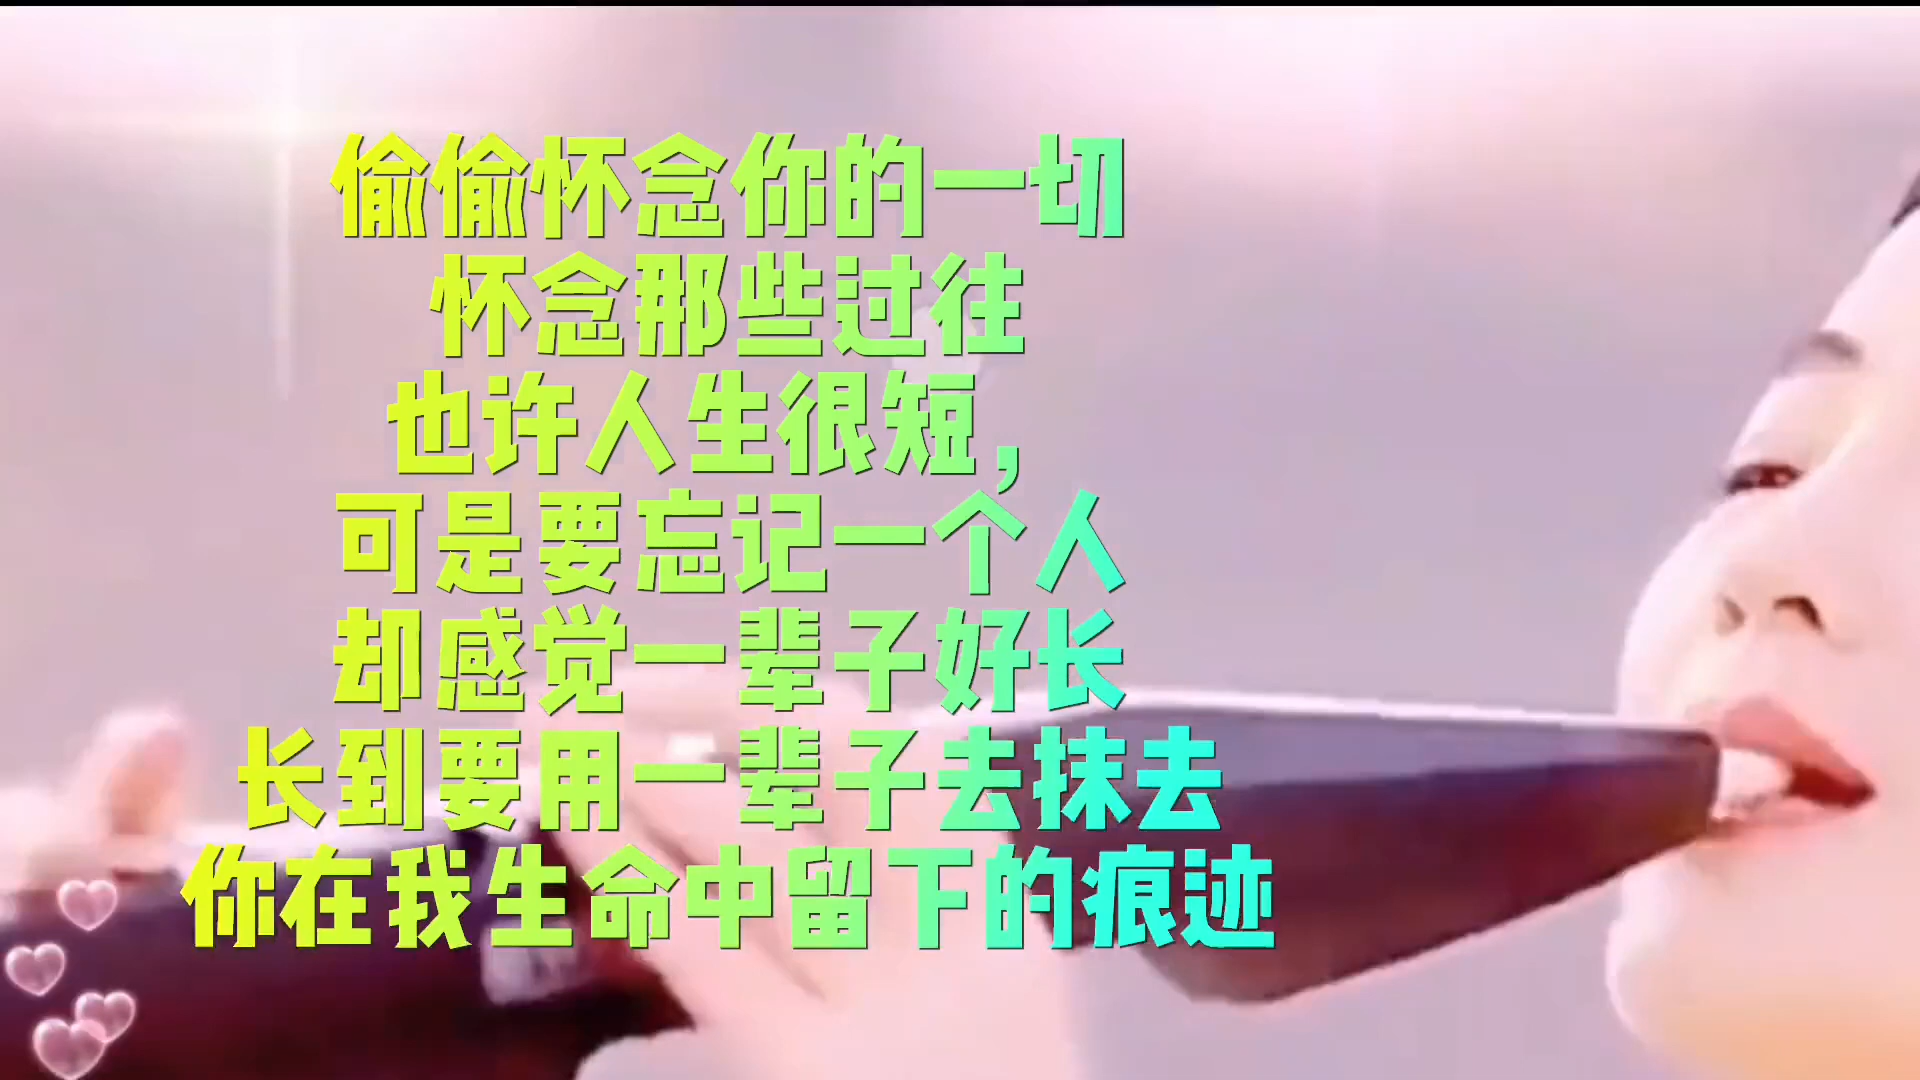 偷偷怀念你的一切
怀念那些过往
也许人生很短，
可是要忘记一个人
却感觉一辈子好长
长到要用一辈子去抹去
你在我生命中留下的痕迹